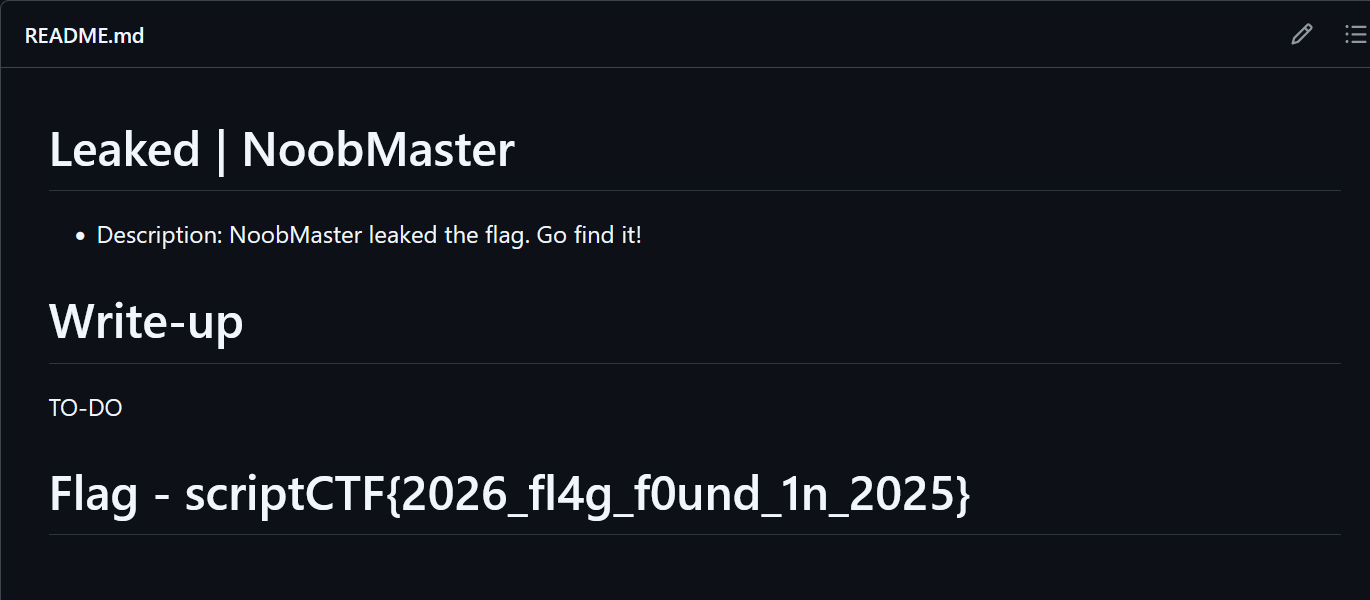 README.md
Leaked | NoobMaster
• Description: NoobMaster leaked the flag. Go find it!
Write-up
TO-DO
Flag - scriptCTF{2026_fl4g_f0und_1n_2025}